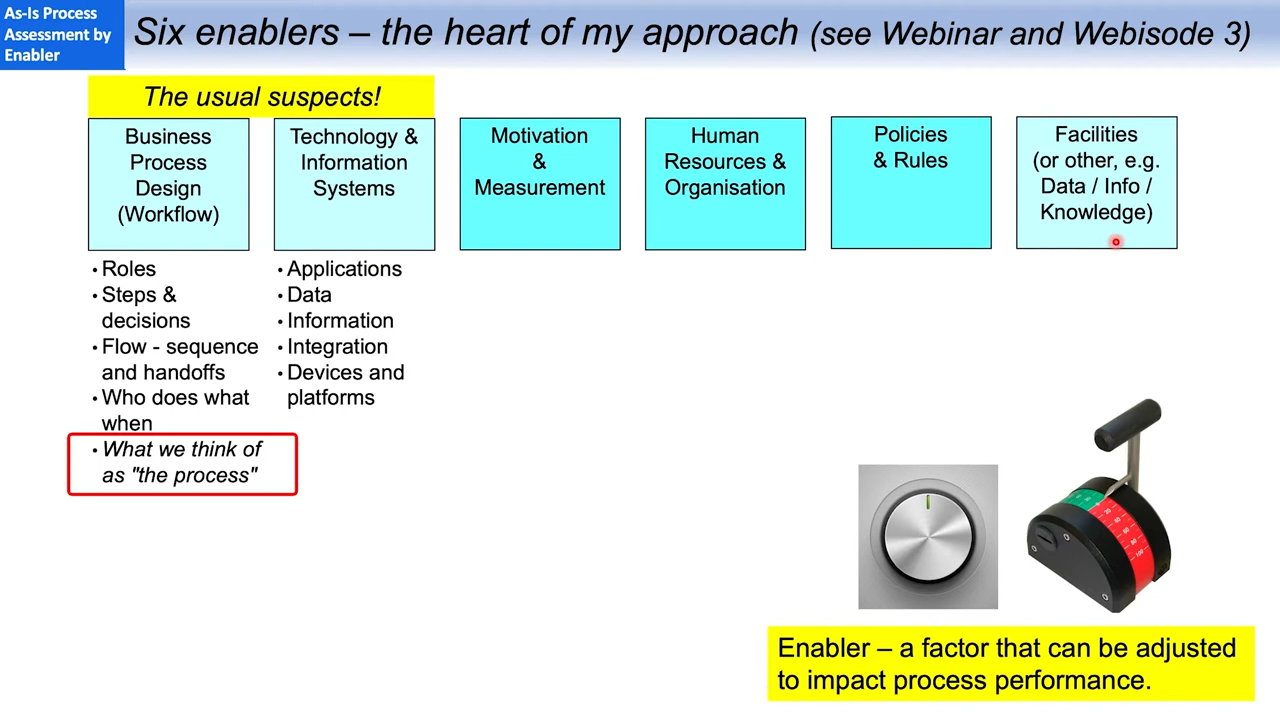 As-Is Process
Assessment by
Enabler
Six enablers – the heart of my approach (see Webinar and Webisode 3)
The usual suspects!
Business
Process
Design
(Workflow)
Technology &
Information
Systems
Motivation
&
Measurement
Human
Resources &
Organisation
Policies
& Rules
Facilities
(or other, e.g.
Data / Info /
Knowledge)
• Roles
• Steps &
decisions
• Flow - sequence
and handoffs
• Who does what
when
• What we think of
as "the process"
• Applications
• Data
• Information
• Integration
• Devices and
platforms
Enabler – a factor that can be adjusted
to impact process performance.